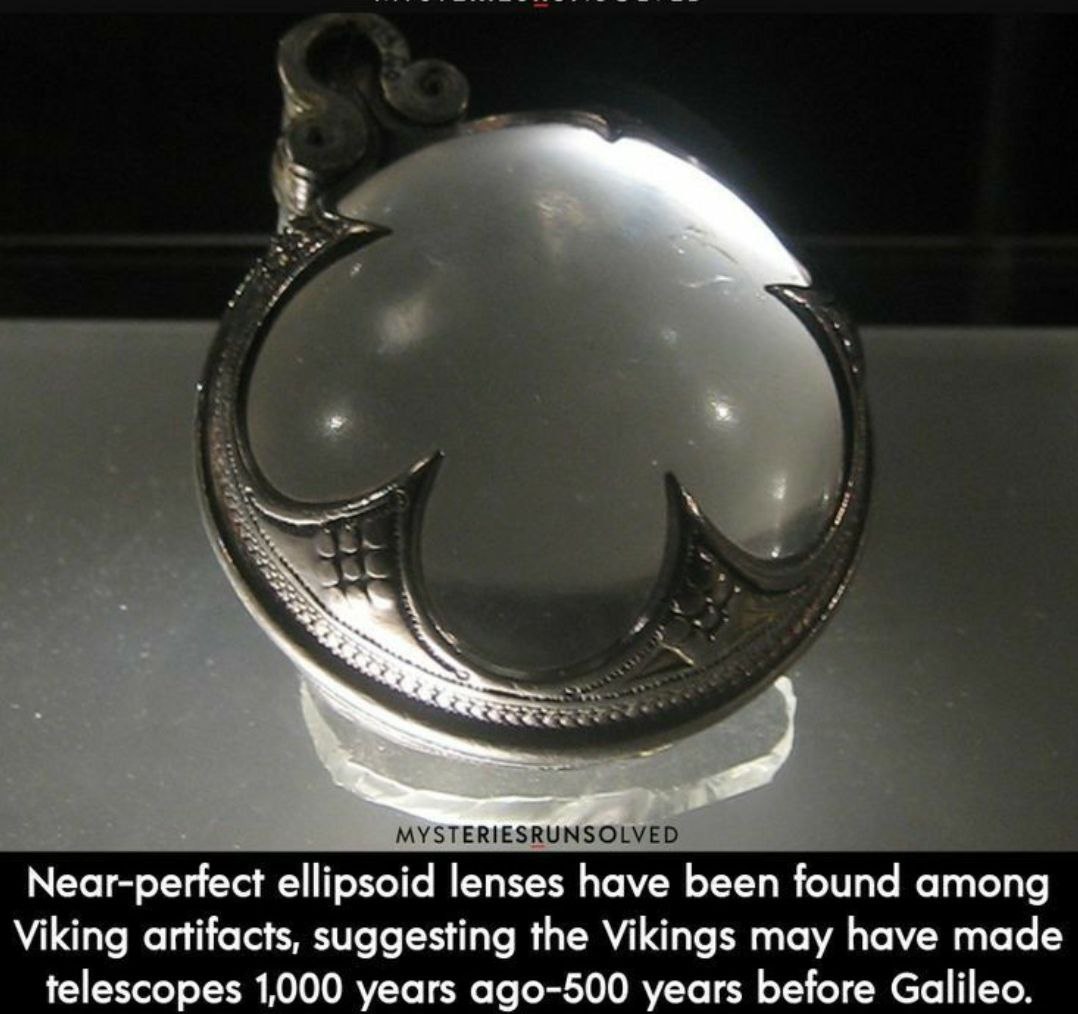 MYSTERIESRUNSOLVED
Near-perfect ellipsoid lenses have been found among
Viking artifacts, suggesting the Vikings may have made
telescopes 1,000 years ago-500 years before Galileo.